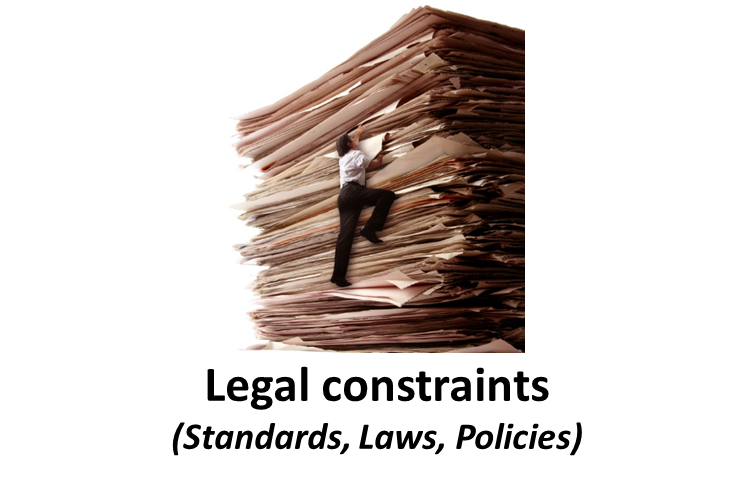 Legal constraints
(Standards, Laws, Policies)